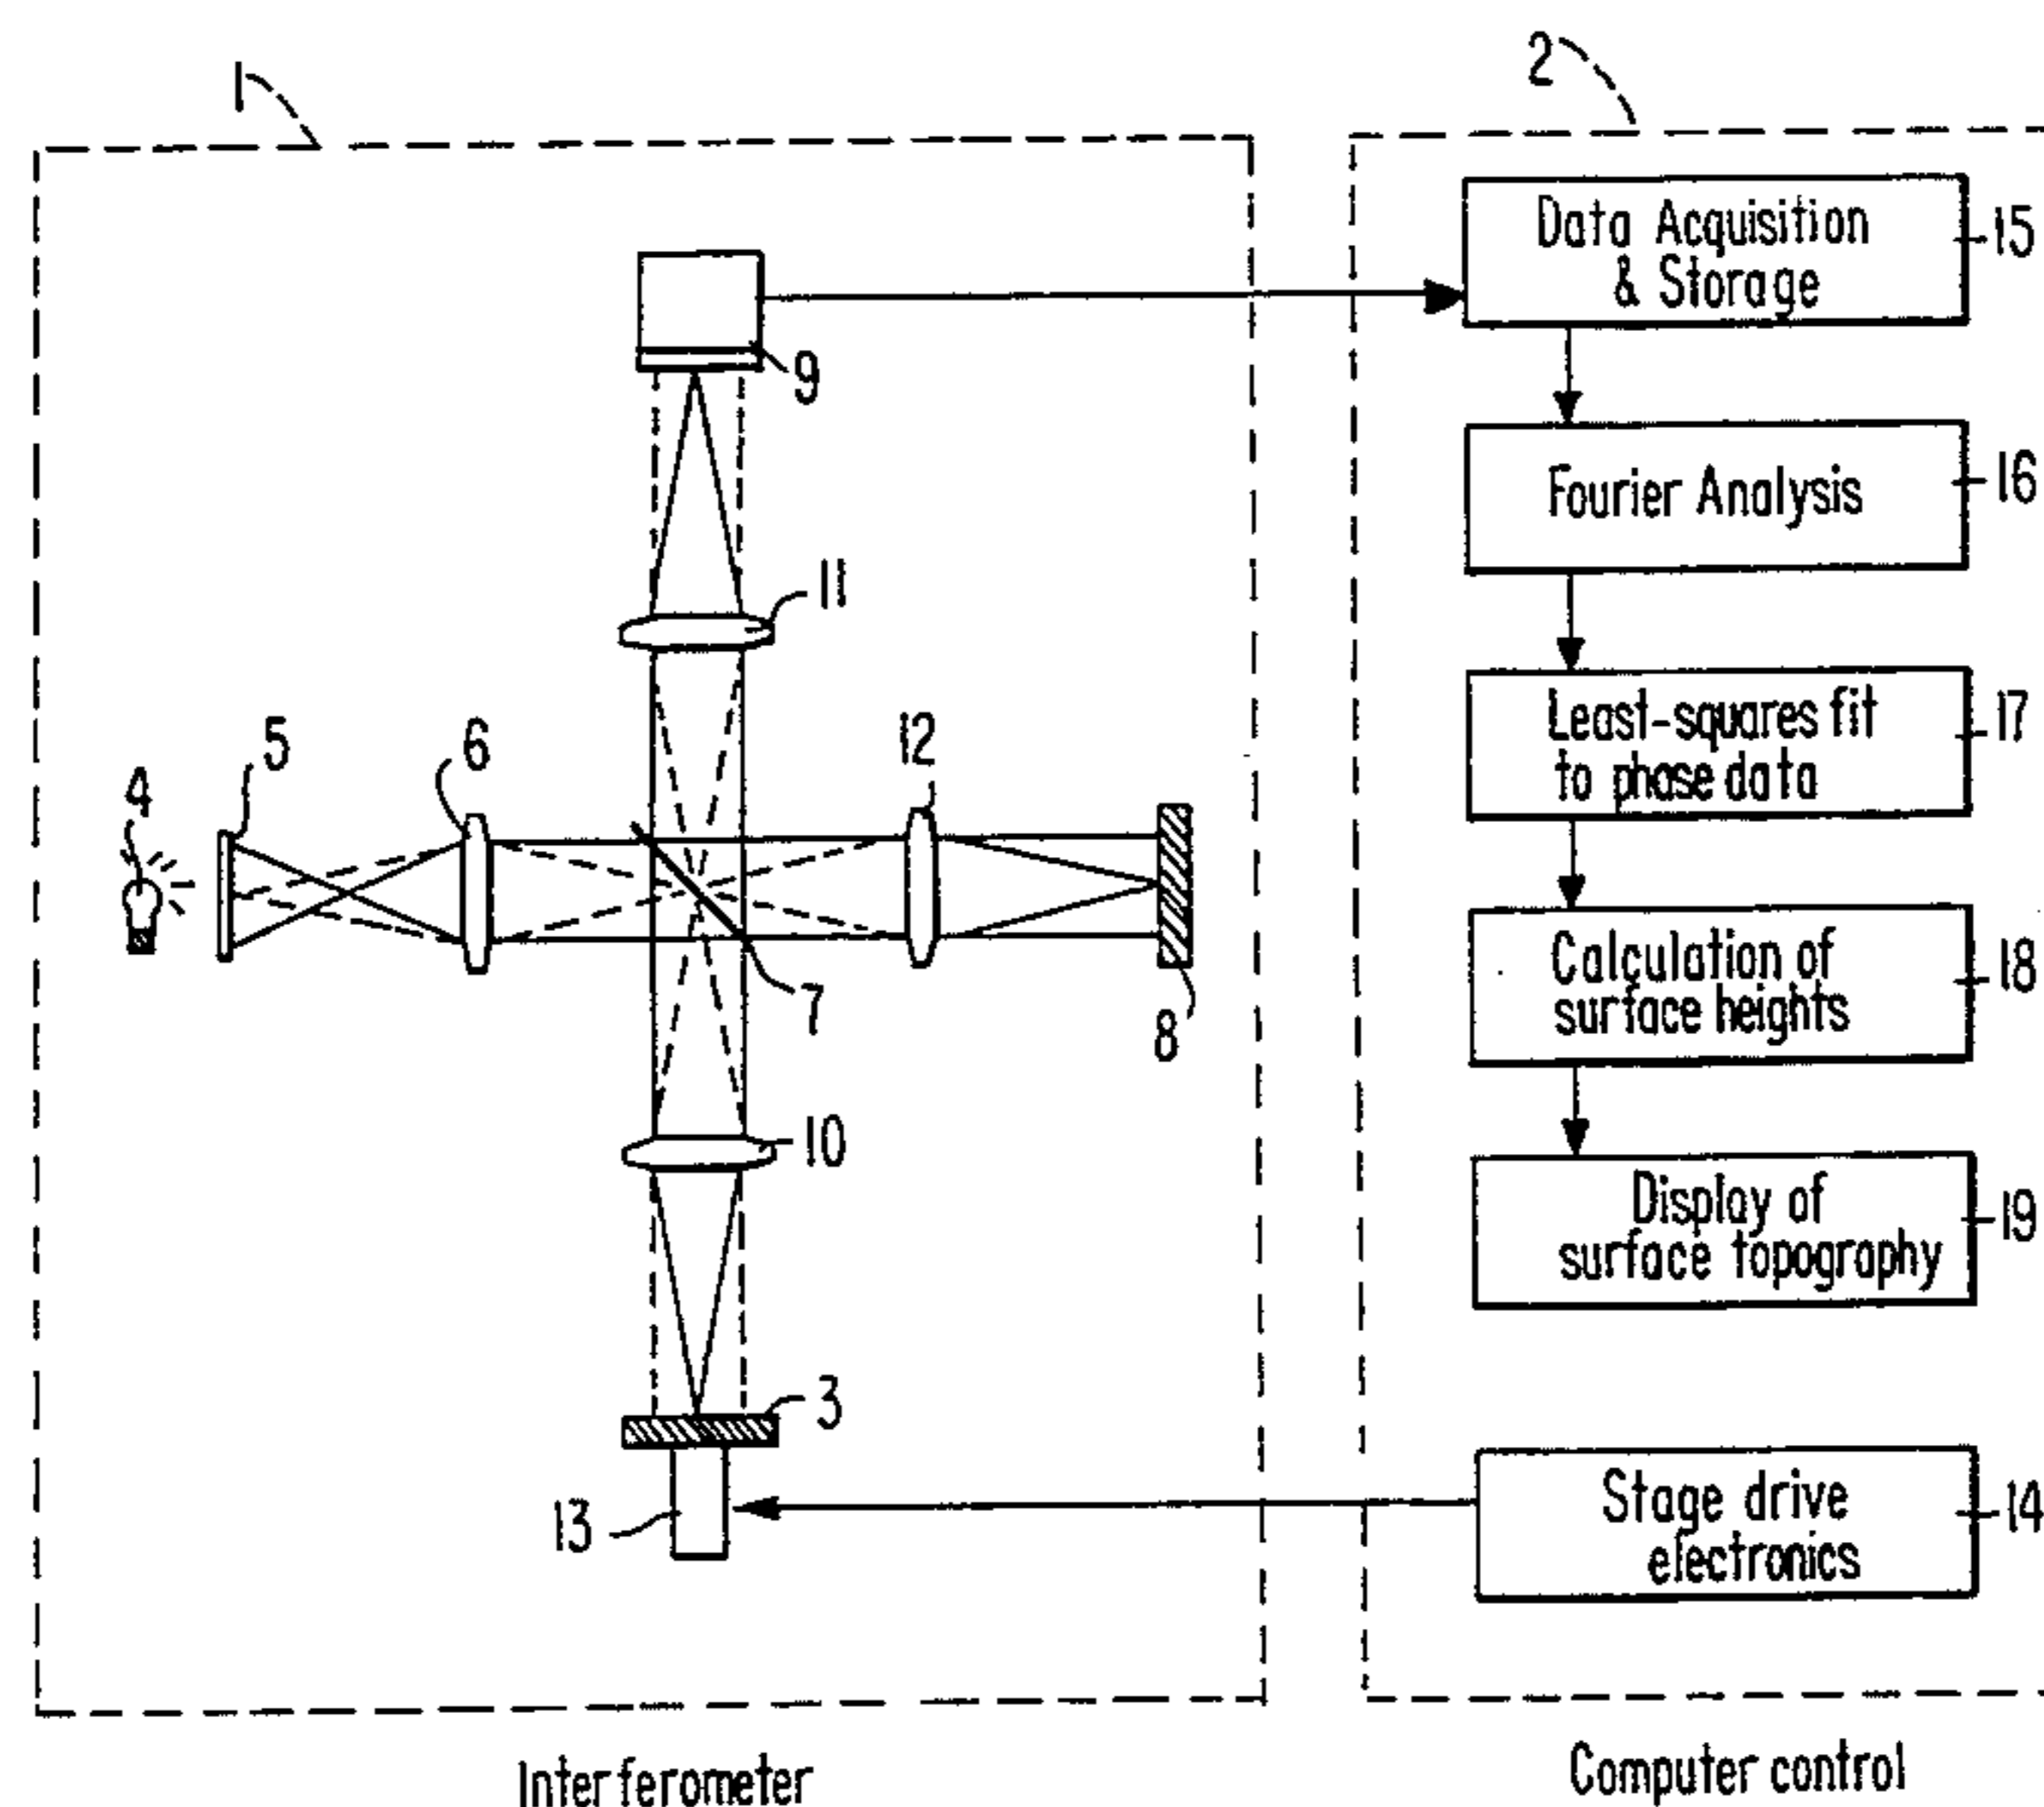 1
2
Data Acquisition
& Storage
15
9
Fourier Analysis
16
11
Least-squares fit
to phase data
17
12
5
6
4
Calculation of
surface heights
18
7
8
10
Display of
surface topography
19
3
13
Stage drive
electronics
14
Interferometer
Computer control